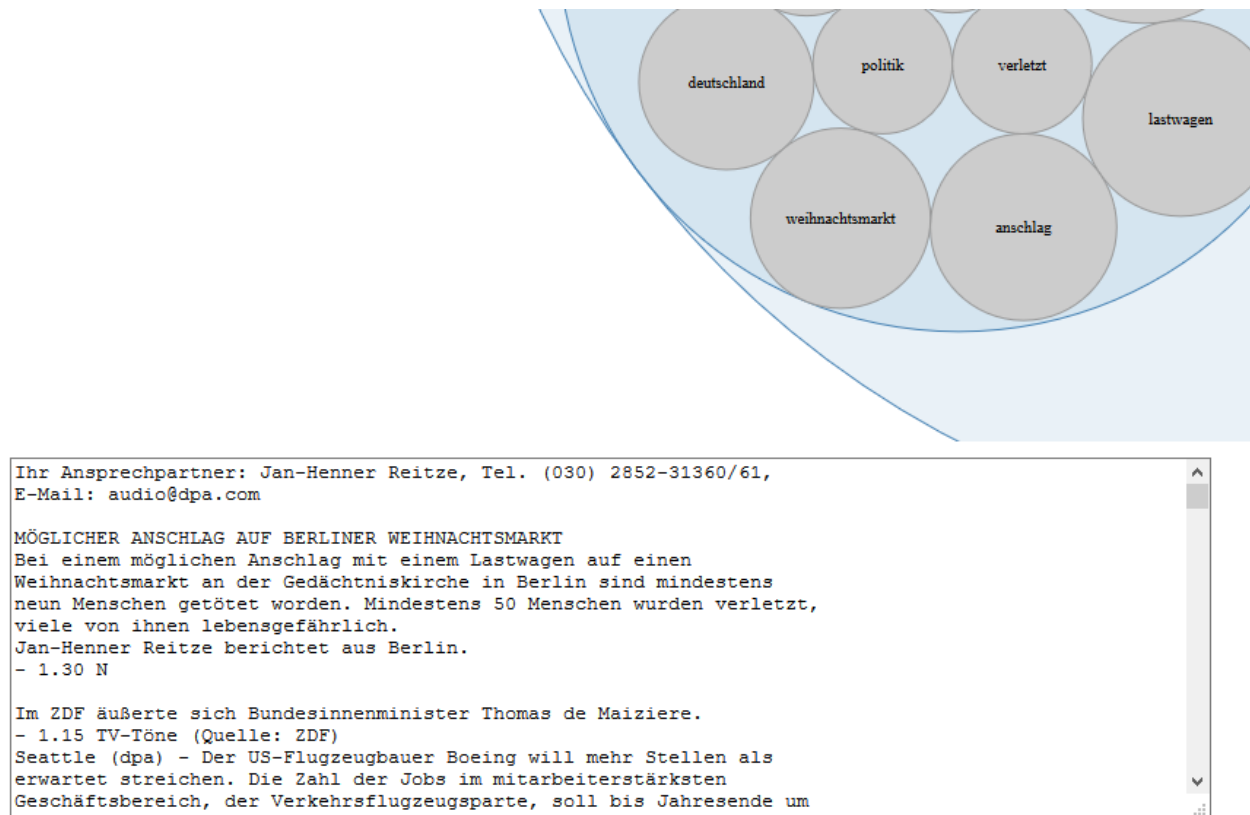 politik
verletzt
deutschland
lastwagen
weihnachtsmarkt
anschlag
Ihr Ansprechpartner: Jan-Henner Reitze, Tel. (030) 2852-31360/61,
E-Mail: audio@dpa.com
MÖGLICHER ANSCHLAG AUF BERLINER WEIHNACHTSMARKT
Bei einem möglichen Anschlag mit einem Lastwagen auf einen
Weihnachtsmarkt an der Gedächtniskirche in Berlin sind mindestens
neun Menschen getötet worden. Mindestens 50 Menschen wurden verletzt,
viele von ihnen lebensgefährlich.
Jan-Henner Reitze berichtet aus Berlin.
- 1.30 N
Im ZDF äußerte sich Bundesinnenminister Thomas de Maiziere.
- 1.15 TV-Töne (Quelle: ZDF)
Seattle (dpa) - Der US-Flugzeugbauer Boeing will mehr Stellen als
erwartet streichen. Die Zahl der Jobs im mitarbeiterstärksten
Geschäftsbereich, der Verkehrsflugzeugsparte, soll bis Jahresende um